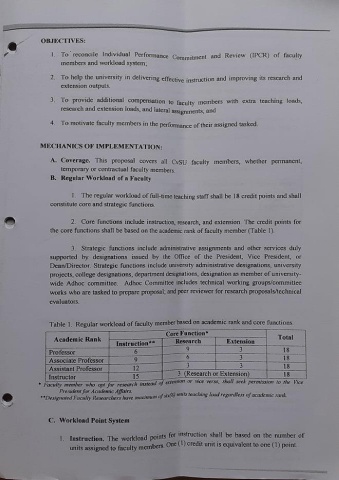 OBJECTIVES:
1. To reconcile Individual Performance Commitment and Review (IPCR) of faculty
members and workload system;
2. To help the university in delivering effective instruction and improving its research and
extension outputs.
3. To provide additional compensation to faculty members with extra teaching loads,
research and extension loads, and lateral assignments; and
4. To motivate faculty members in the performance of their assigned tasked.
MECHANICS OF IMPLEMENTATION:
A. Coverage. This proposal covers all CvSU faculty members, whether permanent,
temporary or contractual faculty members.
B. Regular Workload of a Faculty
1. The regular workload of full-time teaching staff shall be 18 credit points and shall
constitute core and strategic functions.
2. Core functions include instruction, research, and extension. The credit points for
the core functions shall be based on the academic rank of faculty member (Table 1).
3. Strategic functions include administrative assignments and other services duly
supported by designations issued by the Office of the President, Vice President, or
Dean/Director. Strategic functions include university administrative designations, university
projects, college designations, department designations, designation as member of university-
wide Adhoc committee. Adhoc Committee includes technical working groups/committee
works who are tasked to prepare proposal; and peer reviewer for research proposals/technical
evaluators.
Table 1. Regular workload of faculty member based on academic rank and core functions
Academic Rank Core Function* Total
Instruction** Research Extension
Professor 6 9 3 18
Associate Professor 9 6 3 18
Assistant Professor 12 3 3 18
Instructor 15 3 (Research or Extension) 18
* Faculty member who opt for research instead of extension or vice versa, shall seek permission to the Vice
President for Academic Affairs.
**Designated Faculty Researchers have maximum of six(6) units teaching load regardless of academic rank.
C. Workload Point System
1. Instruction. The workload points for instruction shall be based on the number of
units assigned to faculty members. One (1) credit unit is equivalent to one (1) point.